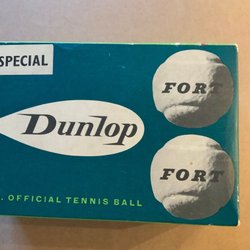 SPECIAL
FORT
Dunlop
FORT
. OFFICIAL TENNIS BALL